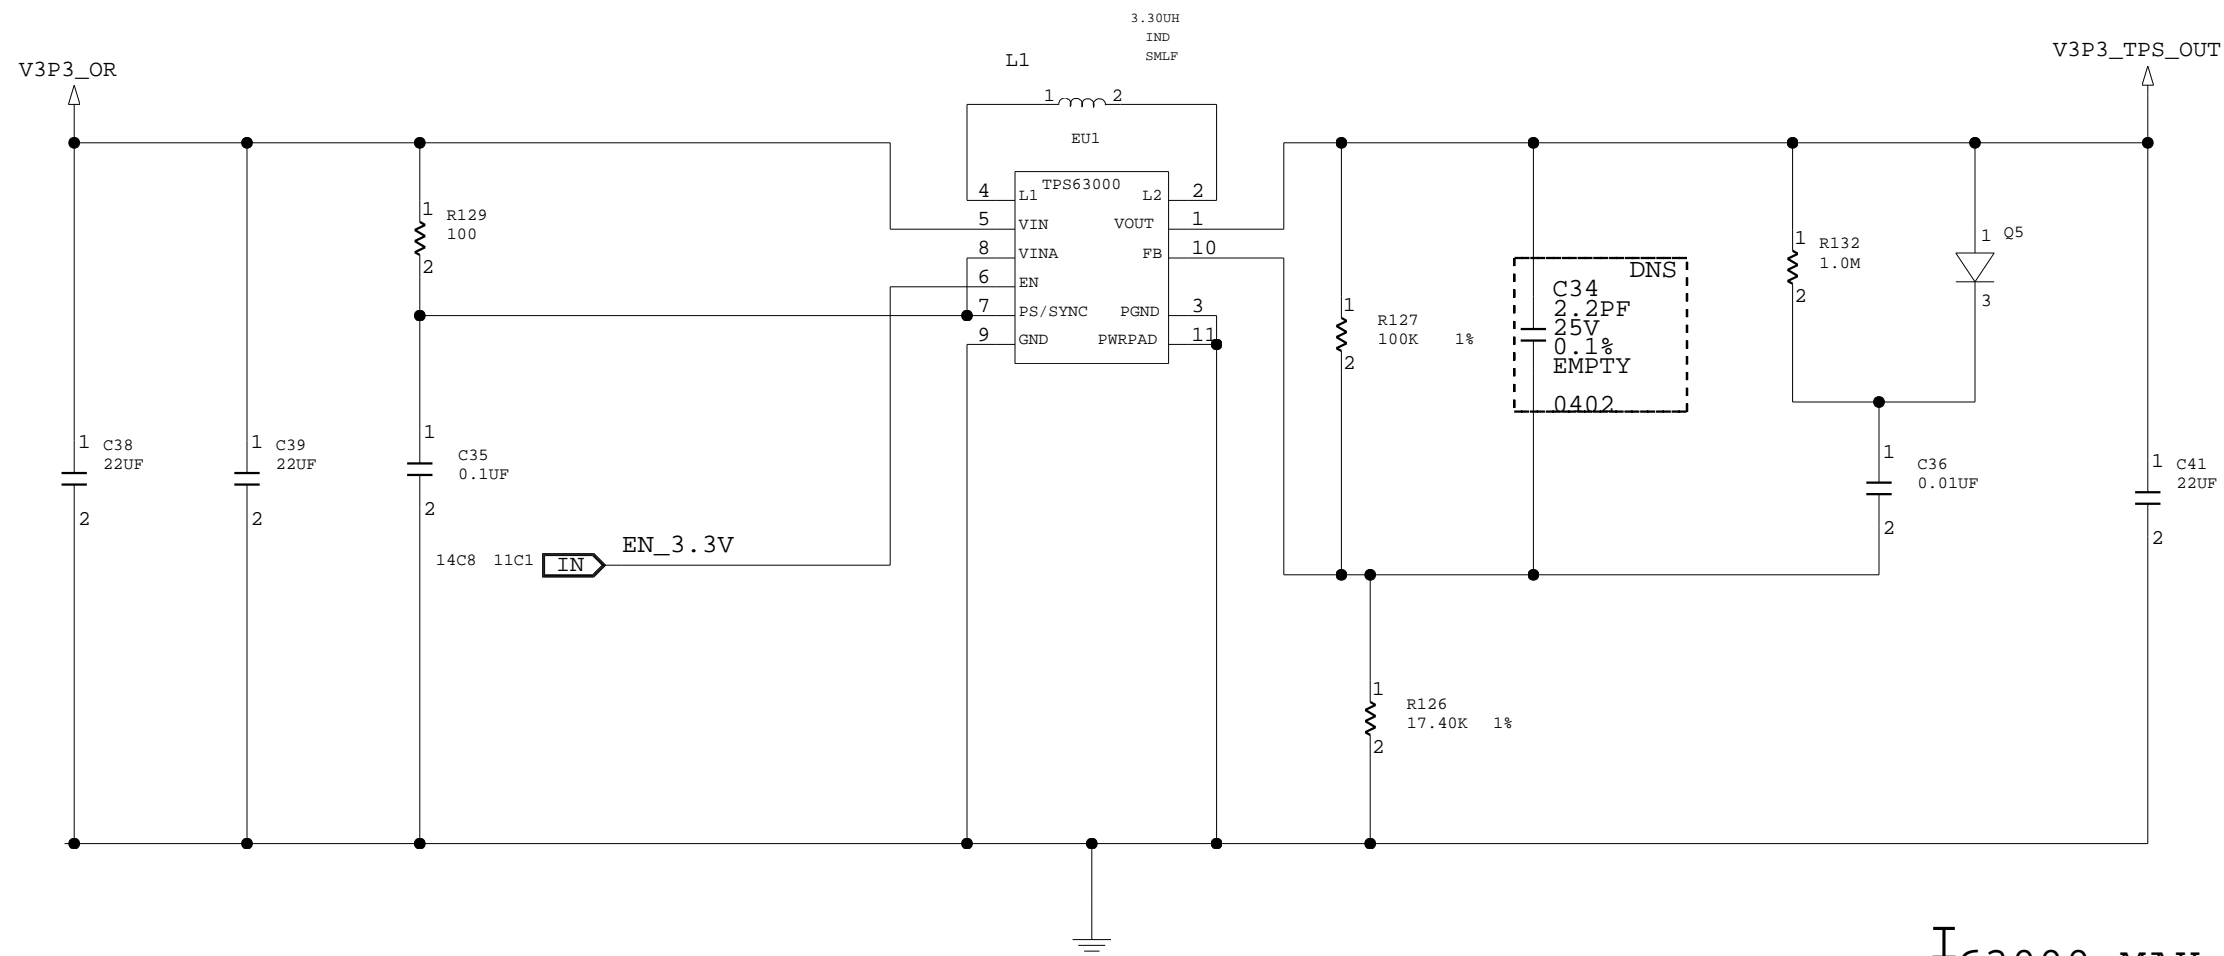 3.30UH
IND
SMLF
L1
V3P3_OR
V3P3_TPS_OUT
1 2
EU1
TPS63000
4 L1 L2 2
5 VIN VOUT 1
8 VINA FB 10
6 EN
7 PS/SYNC PGND 3
9 GND PWRPAD 11
1 R129
100
2
1 Q5
3
1 R132
1.0M
2
DNS
C34
2.2PF
25V
0.1%
EMPTY
0402
1 R127
100K 1%
2
1 C38
22UF
2
1 C39
22UF
2
1 C35
0.1UF
2
1 C36
0.01UF
2
1 C41
22UF
2
14C8 11C1 IN EN_3.3V
1 R126
17.40K 1%
2